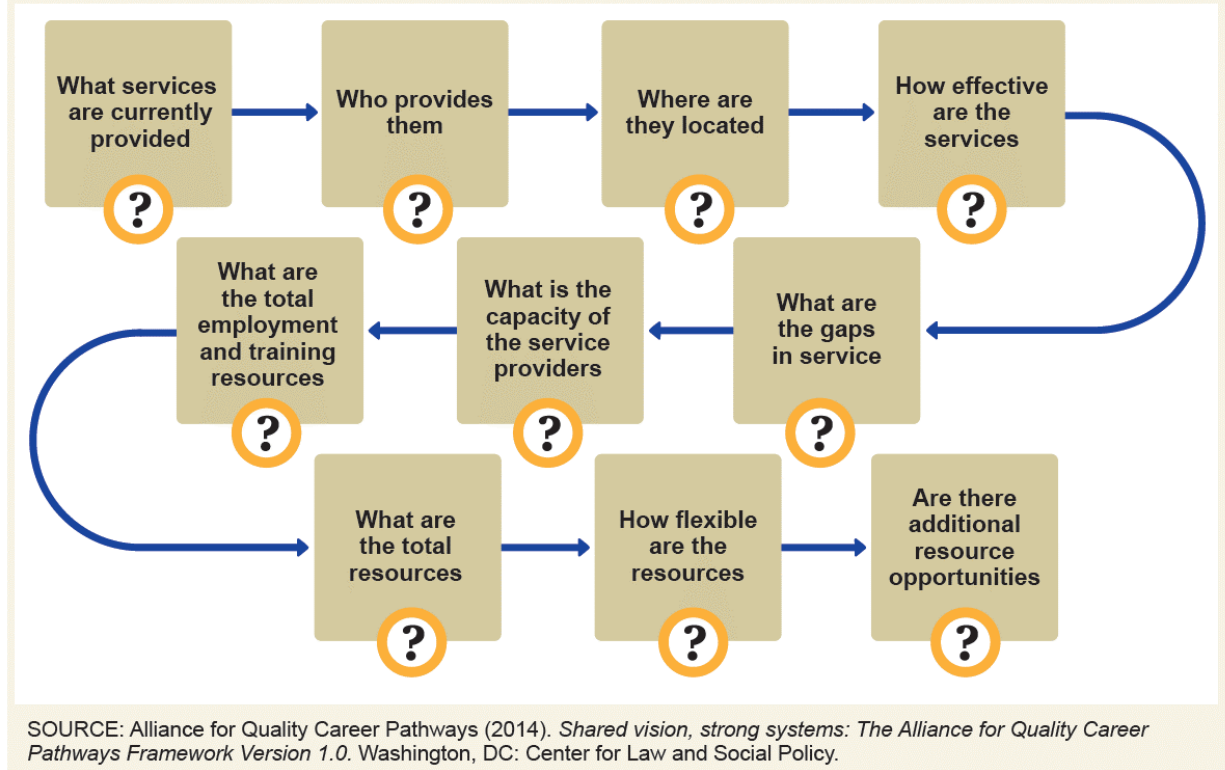 What services
are currently
provided
?
Who provides
them
?
Where are
they located
?
How effective
are the
services
?
What are
the gaps
in service
?
What is the
capacity of
the service
providers
?
What are
the total
employment
and training
resources
?
What are
the total
resources
?
How flexible
are the
resources
?
Are there
additional
resource
opportunities
?
SOURCE: Alliance for Quality Career Pathways (2014). Shared vision, strong systems: The Alliance for Quality Career
Pathways Framework Version 1.0. Washington, DC: Center for Law and Social Policy.